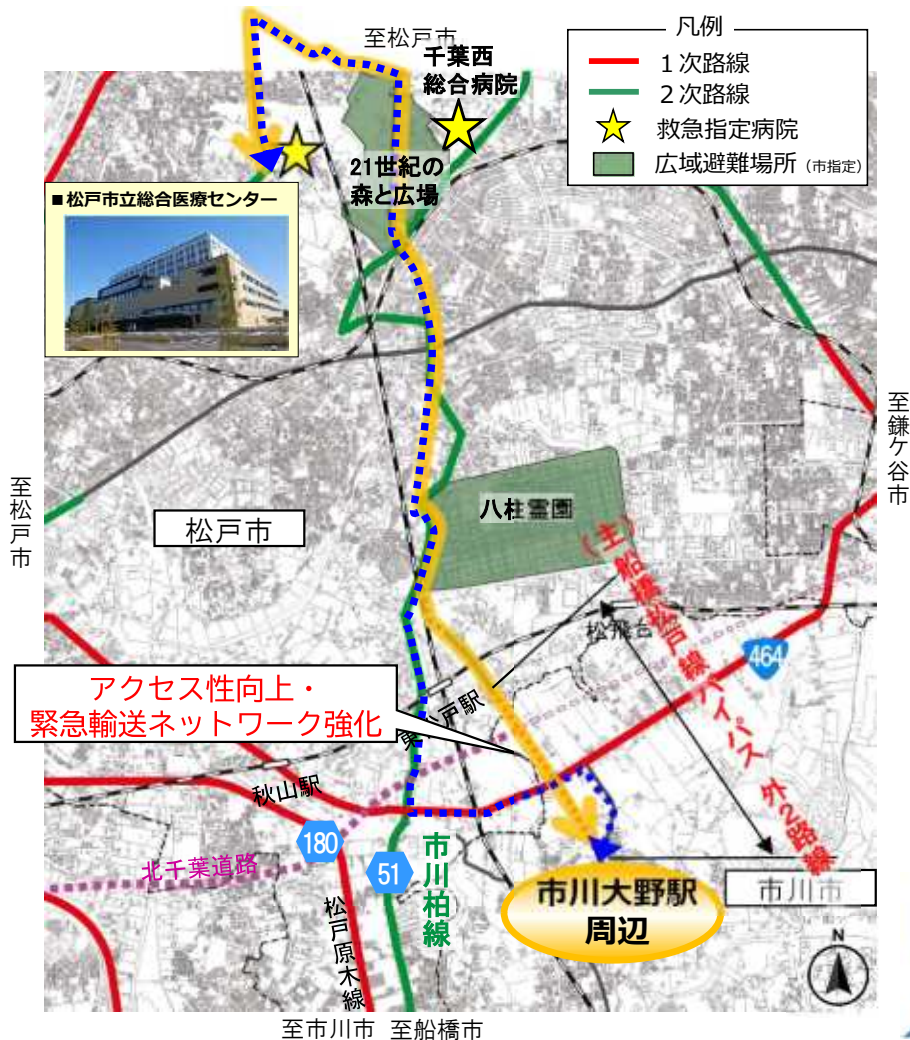 至松戸市
千葉西
総合病院
凡例
1次路線
2次路線
救急指定病院
広域避難場所 (市指定)
21世紀の
森と広場
■松戸市立総合医療センター
至鎌ケ谷市
至松戸市
松戸市
八柱霊園
(主)船橋松戸線バイパス 外2路線
松飛台
464
アクセス性向上・
緊急輸送ネットワーク強化
東松戸駅
秋山駅
180
北千葉道路
51
市川柏線
松戸原木線
市川大野駅
周辺
市川市
N
至市川市 至船橋市